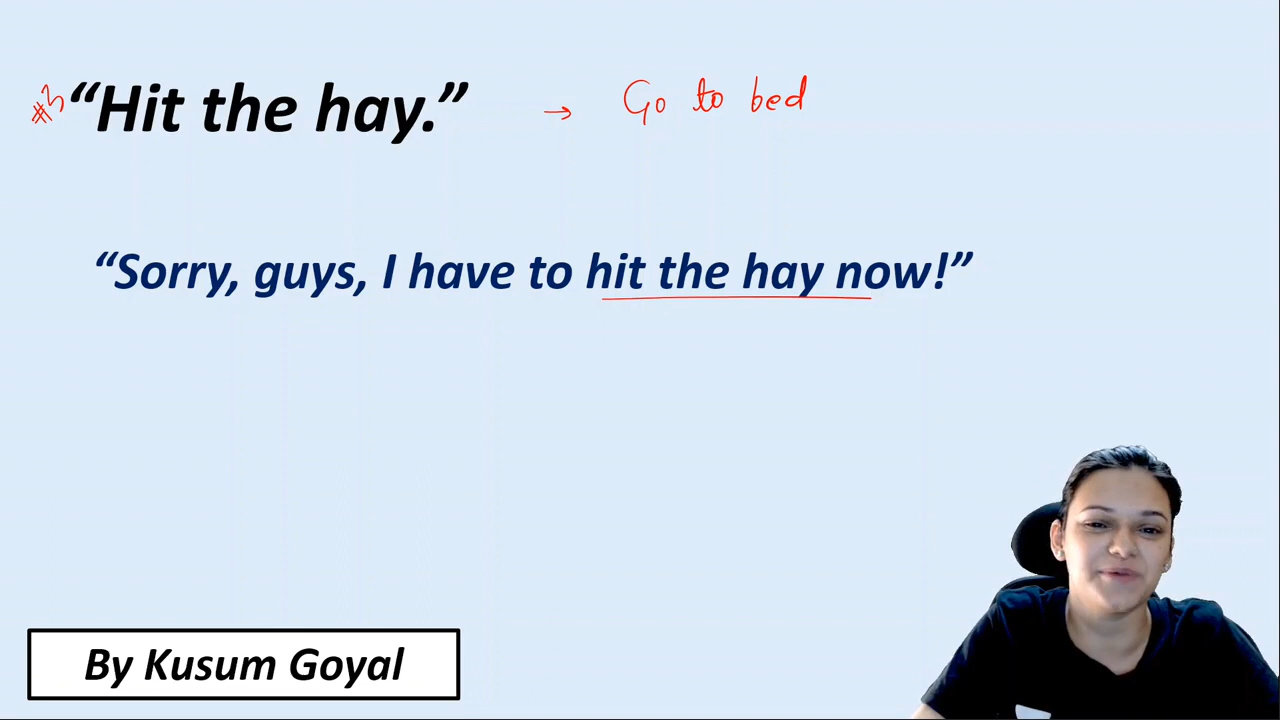 #3 “Hit the hay.” → Go to bed
“Sorry, guys, I have to hit the hay now!”
By Kusum Goyal